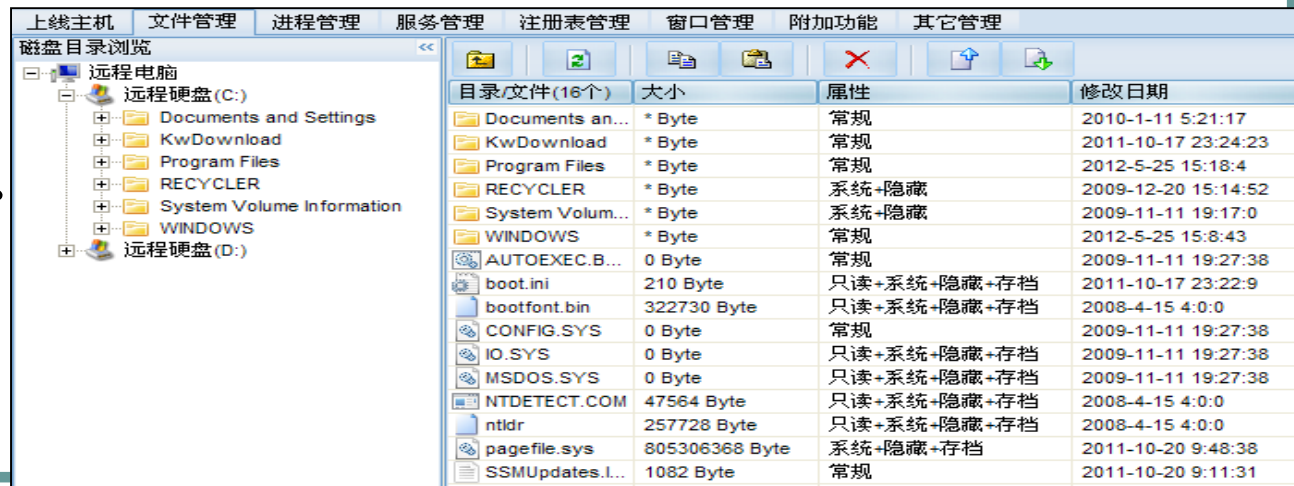 上线主机 文件管理 进程管理 服务管理 注册表管理 窗口管理 附加功能 其它管理
磁盘目录浏览
远程电脑
远程硬盘(C:)
Documents and Settings
KwDownload
Program Files
RECYCLER
System Volume Information
WINDOWS
远程硬盘(D:)
目录/文件(16个) 大小 属性 修改日期
Documents an... * Byte 常规 2010-1-11 5:21:17
KwDownload * Byte 常规 2011-10-17 23:24:23
Program Files * Byte 常规 2012-5-25 15:18:4
RECYCLER * Byte 系统+隐藏 2009-12-20 15:14:52
System Volum... * Byte 系统+隐藏 2009-11-11 19:17:0
WINDOWS * Byte 常规 2012-5-25 15:8:43
AUTOEXEC.B... 0 Byte 常规 2009-11-11 19:27:38
boot.ini 210 Byte 只读+系统+隐藏+存档 2011-10-17 23:22:9
bootfont.bin 322730 Byte 只读+系统+隐藏+存档 2008-4-15 4:0:0
CONFIG.SYS 0 Byte 常规 2009-11-11 19:27:38
IO.SYS 0 Byte 只读+系统+隐藏+存档 2009-11-11 19:27:38
MSDOS.SYS 0 Byte 只读+系统+隐藏+存档 2009-11-11 19:27:38
NTDETECT.COM 47564 Byte 只读+系统+隐藏+存档 2008-4-15 4:0:0
ntldr 257728 Byte 只读+系统+隐藏+存档 2008-4-15 4:0:0
pagefile.sys 805306368 Byte 系统+隐藏+存档 2011-10-20 9:48:38
SSMUpdates.l... 1082 Byte 常规 2011-10-20 9:11:31